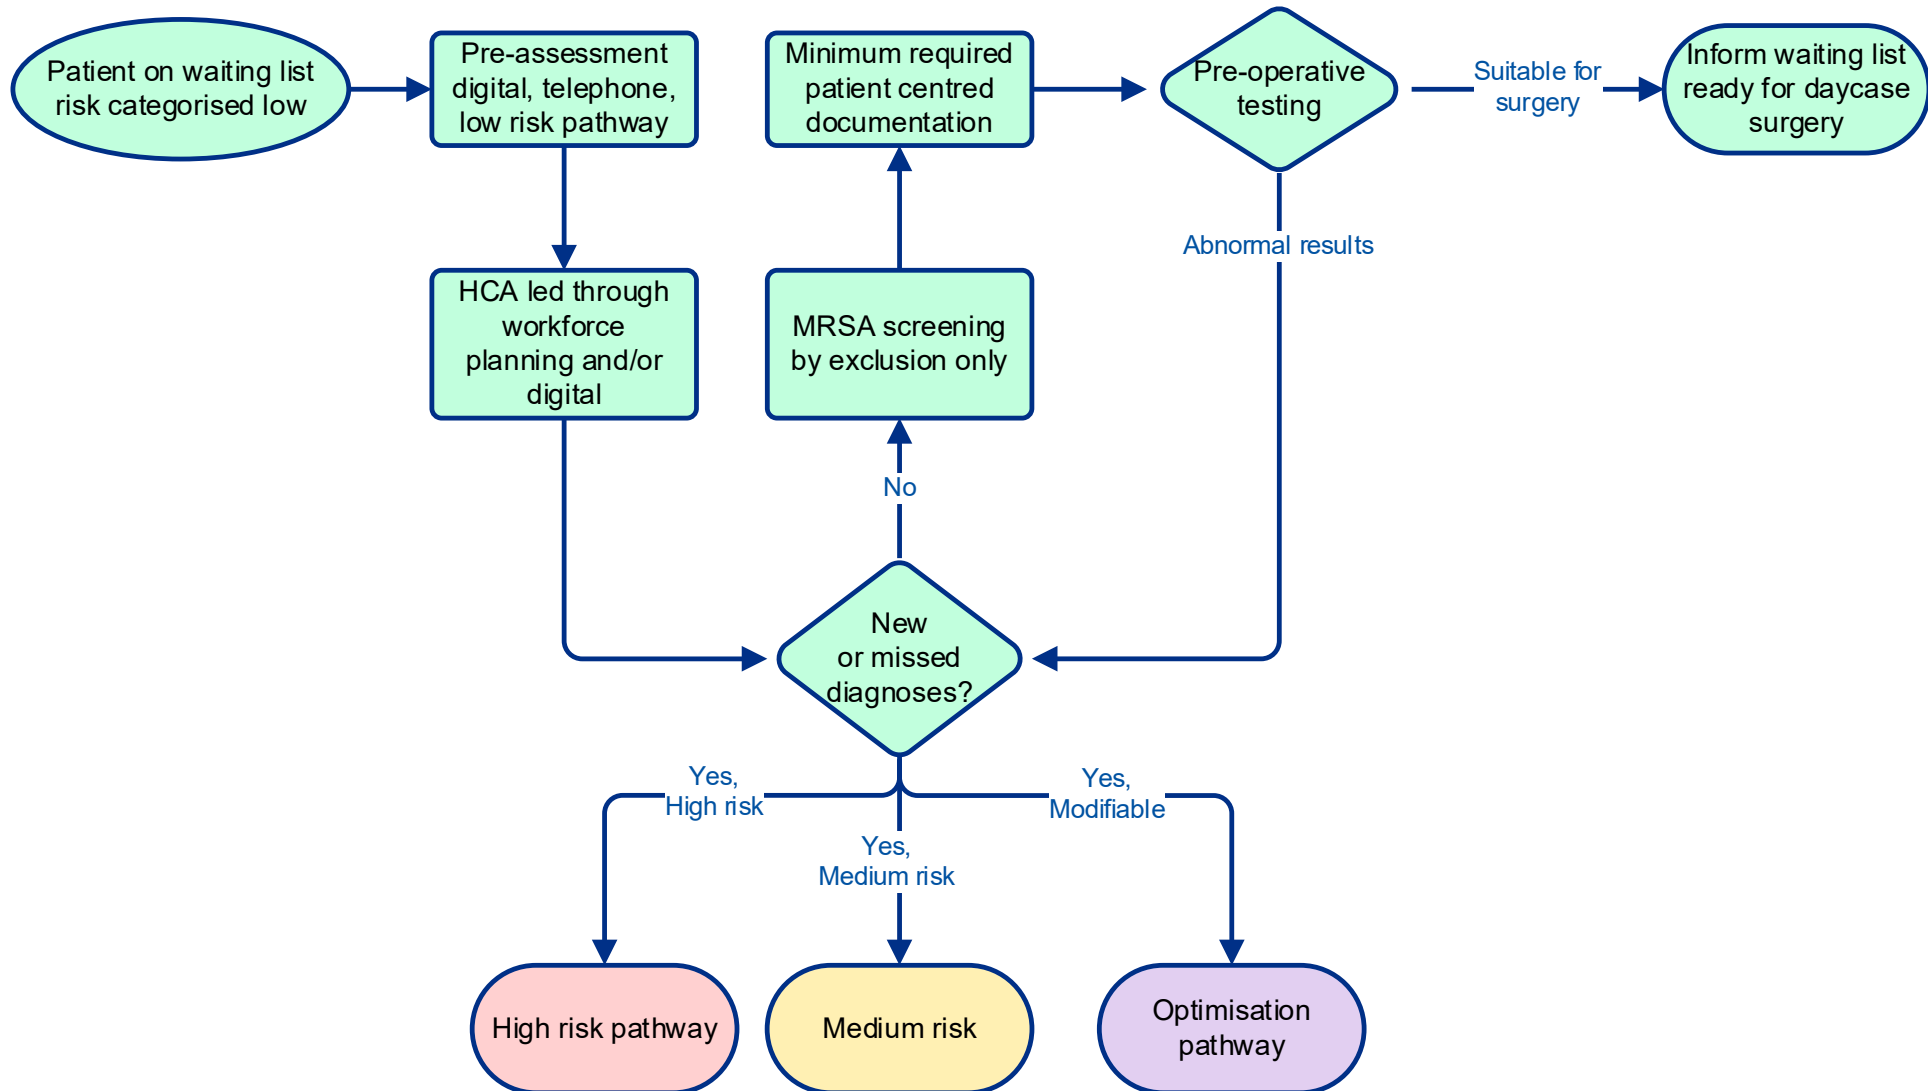 Patient on waiting list
risk categorised low
Pre-assessment
digital, telephone,
low risk pathway
Minimum required
patient centred
documentation
Pre-operative
testing
Suitable for
surgery
Inform waiting list
ready for daycase
surgery
Abnormal results
HCA led through
workforce
planning and/or
digital
MRSA screening
by exclusion only
No
New
or missed
diagnoses?
Yes,
High risk
Yes,
Medium risk
Yes,
Modifiable
High risk pathway
Medium risk
Optimisation
pathway